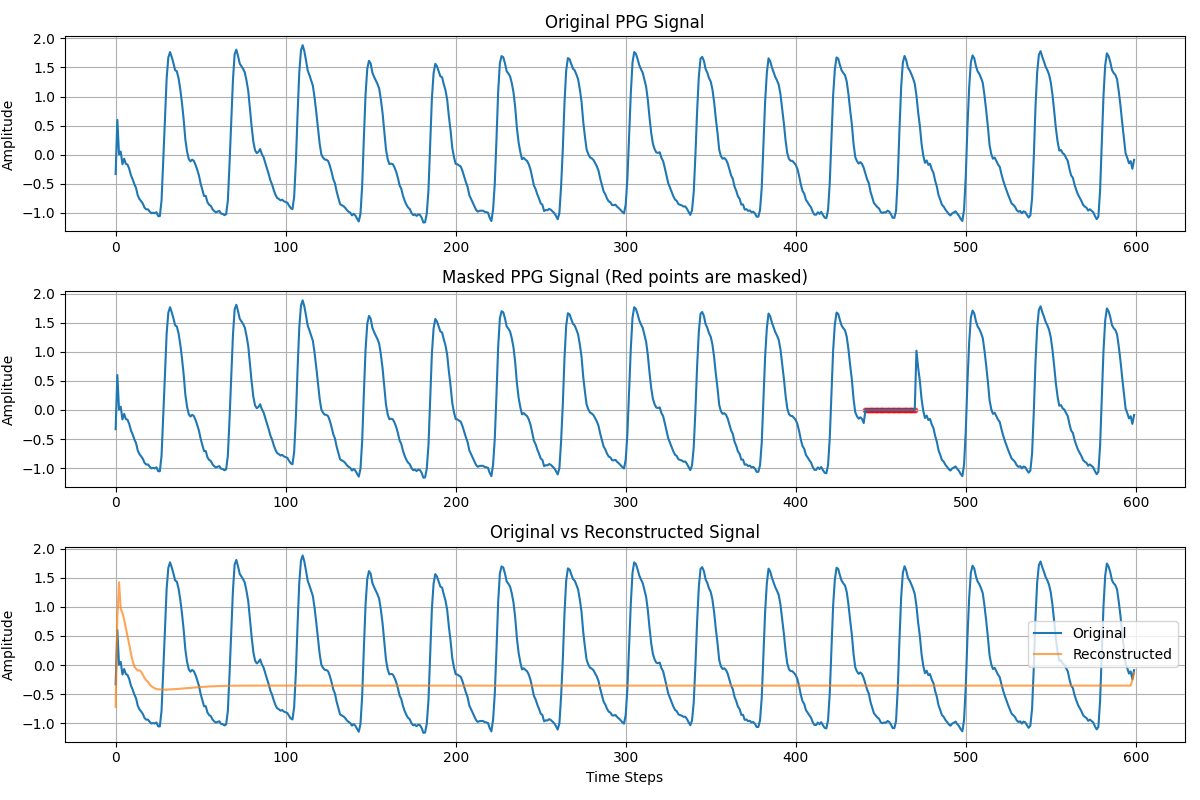 Original PPG Signal
2.0
1.5
1.0
0.5
0.0
−0.5
−1.0
Amplitude
0 100 200 300 400 500 600
Masked PPG Signal (Red points are masked)
2.0
1.5
1.0
0.5
0.0
−0.5
−1.0
Amplitude
0 100 200 300 400 500 600
Original vs Reconstructed Signal
2.0
1.5
1.0
0.5
0.0
−0.5
−1.0
Amplitude
Original
Reconstructed
0 100 200 300 400 500 600
Time Steps